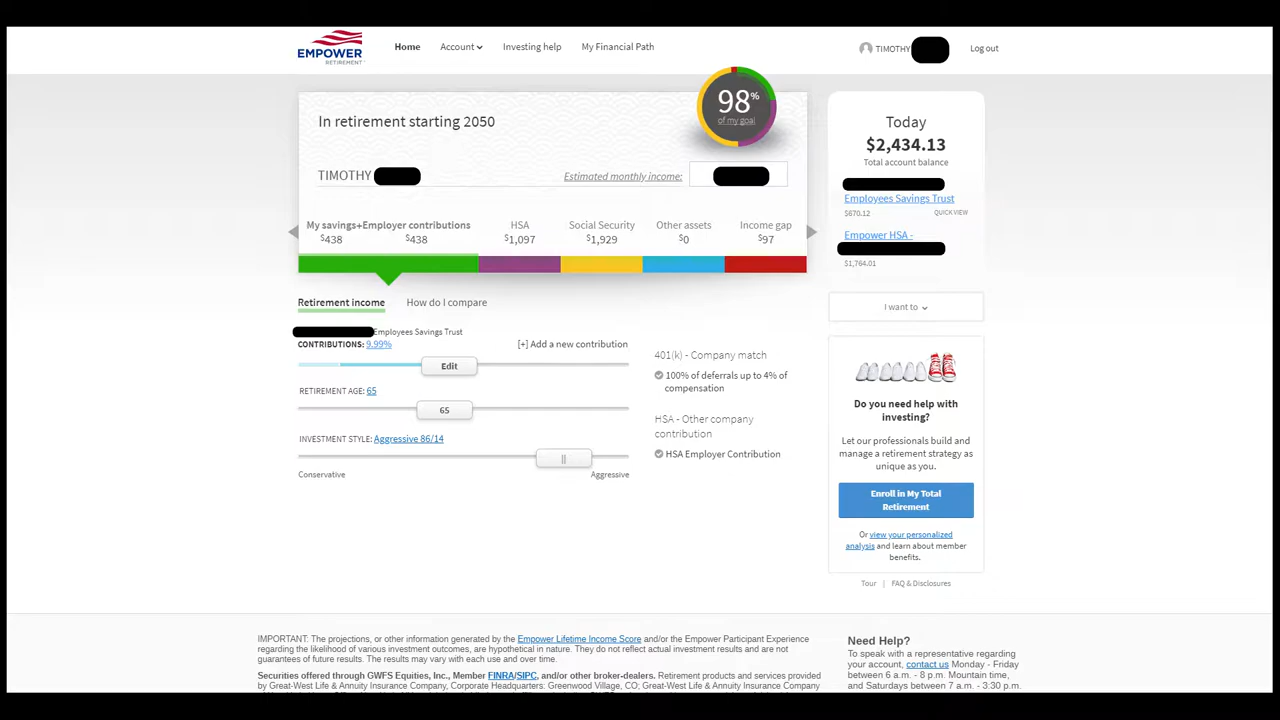 EMPOWER
RETIREMENT
Home Account Investing help My Financial Path
TIMOTHY Log out
In retirement starting 2050
98%
of my goal
TIMOTHY Estimated monthly income:
My savings+Employer contributions HSA Social Security Other assets Income gap
$438 $438 $1,097 $1,929 $0 $97
Retirement income How do I compare
Employees Savings Trust
CONTRIBUTIONS: 9.99% [+] Add a new contribution
Edit
RETIREMENT AGE: 65
65
INVESTMENT STYLE: Aggressive 86/14
Conservative Aggressive
401(k) - Company match
100% of deferrals up to 4% of
compensation
HSA - Other company
contribution
HSA Employer Contribution
Today
$2,434.13
Total account balance
Employees Savings Trust
$670.12 QUICK VIEW
Empower HSA -
$1,764.01
I want to
Do you need help with
investing?
Let our professionals build and
manage a retirement strategy as
unique as you.
Enroll in My Total
Retirement
Or view your personalized
analysis and learn about member
benefits.
Tour | FAQ & Disclosures
IMPORTANT: The projections, or other information generated by the Empower Lifetime Income Score and/or the Empower Participant Experience
regarding the likelihood of various investment outcomes, are hypothetical in nature. They do not reflect actual investment results and are not
guarantees of future results. The results may vary with each use and over time.
Securities offered through GWFS Equities, Inc., Member FINRA/SIPC, and/or other broker-dealers. Retirement products and services provided
by Great-West Life & Annuity Insurance Company, Corporate Headquarters: Greenwood Village, CO; Great-West Life & Annuity Insurance Company
Need Help?
To speak with a representative regarding
your account, contact us Monday - Friday
between 6 a.m. - 8 p.m. Mountain time,
and Saturdays between 7 a.m. - 3:30 p.m.